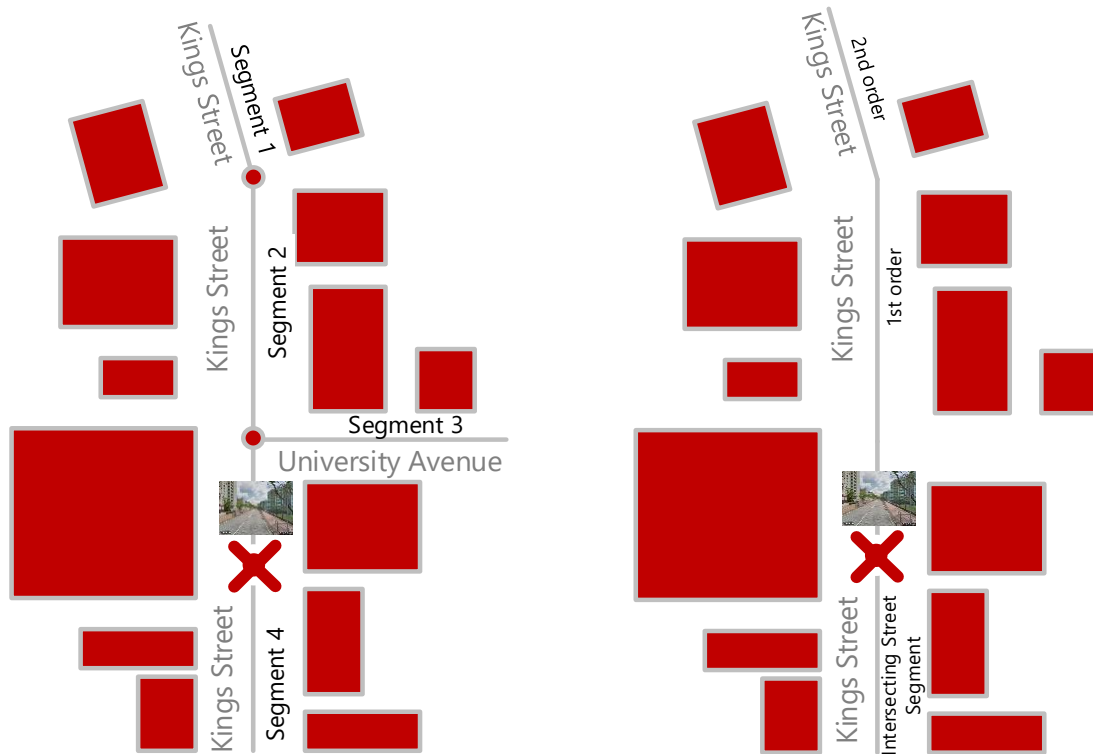 Kings Street
Segment 1
Kings Street
Segment 2
Segment 3
University Avenue
Kings Street
Segment 4
Kings Street
2nd order
Kings Street
1st order
Kings Street
Intersecting Street
Segment